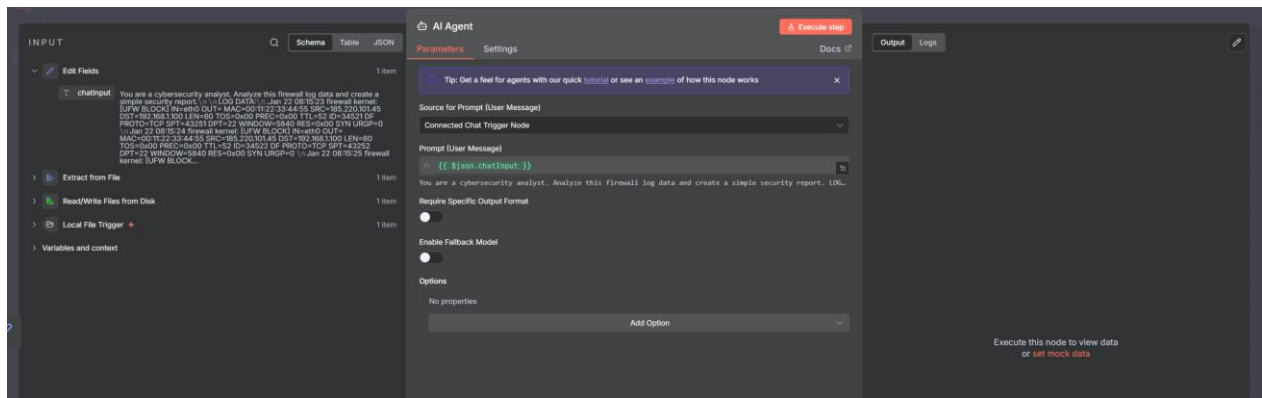 INPUT
Schema
Table
JSON
Edit Fields
1 item
chatInput
You are a cybersecurity analyst. Analyze this firewall log data and create a
simple security report.\n \nLOG DATA:\n Jan 22 08:15:23 firewall kernel:
[UFW BLOCK] IN=eth0 OUT= MAC=00:11:22:33:44:55 SRC=185.220.101.45
DST=192.168.1.100 LEN=60 TOS=0x00 PREC=0x00 TTL=52 ID=34521 DF
PROTO=TCP SPT=43251 DPT=22 WINDOW=5840 RES=0x00 SYN URGP=0
\n Jan 22 08:15:24 firewall kernel: [UFW BLOCK] IN=eth0 OUT=
MAC=00:11:22:33:44:55 SRC=185.220.101.45 DST=192.168.1.100 LEN=60
TOS=0x00 PREC=0x00 TTL=52 ID=34522 DF PROTO=TCP SPT=43252
DPT=22 WINDOW=5840 RES=0x00 SYN URGP=0 \n Jan 22 08:15:25 firewall
kernel: [UFW BLOCK...
Extract from File
1 item
Read/Write Files from Disk
1 item
Local File Trigger
1 item
Variables and context
AI Agent
Execute step
Parameters
Settings
Docs
Tip: Get a feel for agents with our quick tutorial or see an example of how this node works
Source for Prompt (User Message)
Connected Chat Trigger Node
Prompt (User Message)
fx {{ $json.chatInput }}
You are a cybersecurity analyst. Analyze this firewall log data and create a simple security report. LOG…
Require Specific Output Format
Enable Fallback Model
Options
No properties
Add Option
Output
Logs
Execute this node to view data
or set mock data